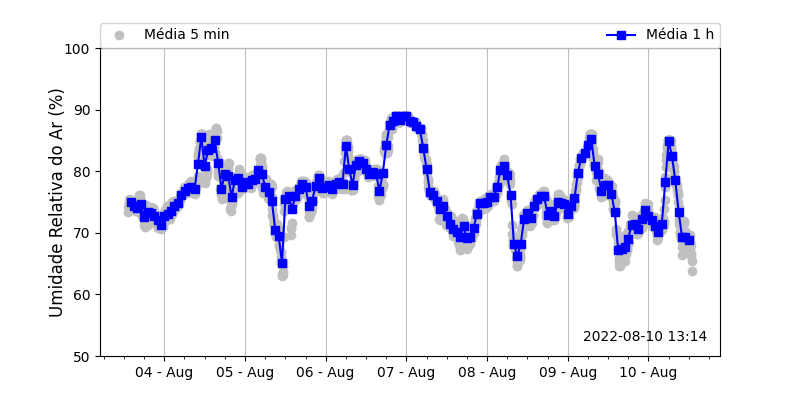 Média 5 min
Média 1 h
Umidade Relativa do Ar (%)
100
90
80
70
60
50
2022-08-10 13:14
04 - Aug
05 - Aug
06 - Aug
07 - Aug
08 - Aug
09 - Aug
10 - Aug